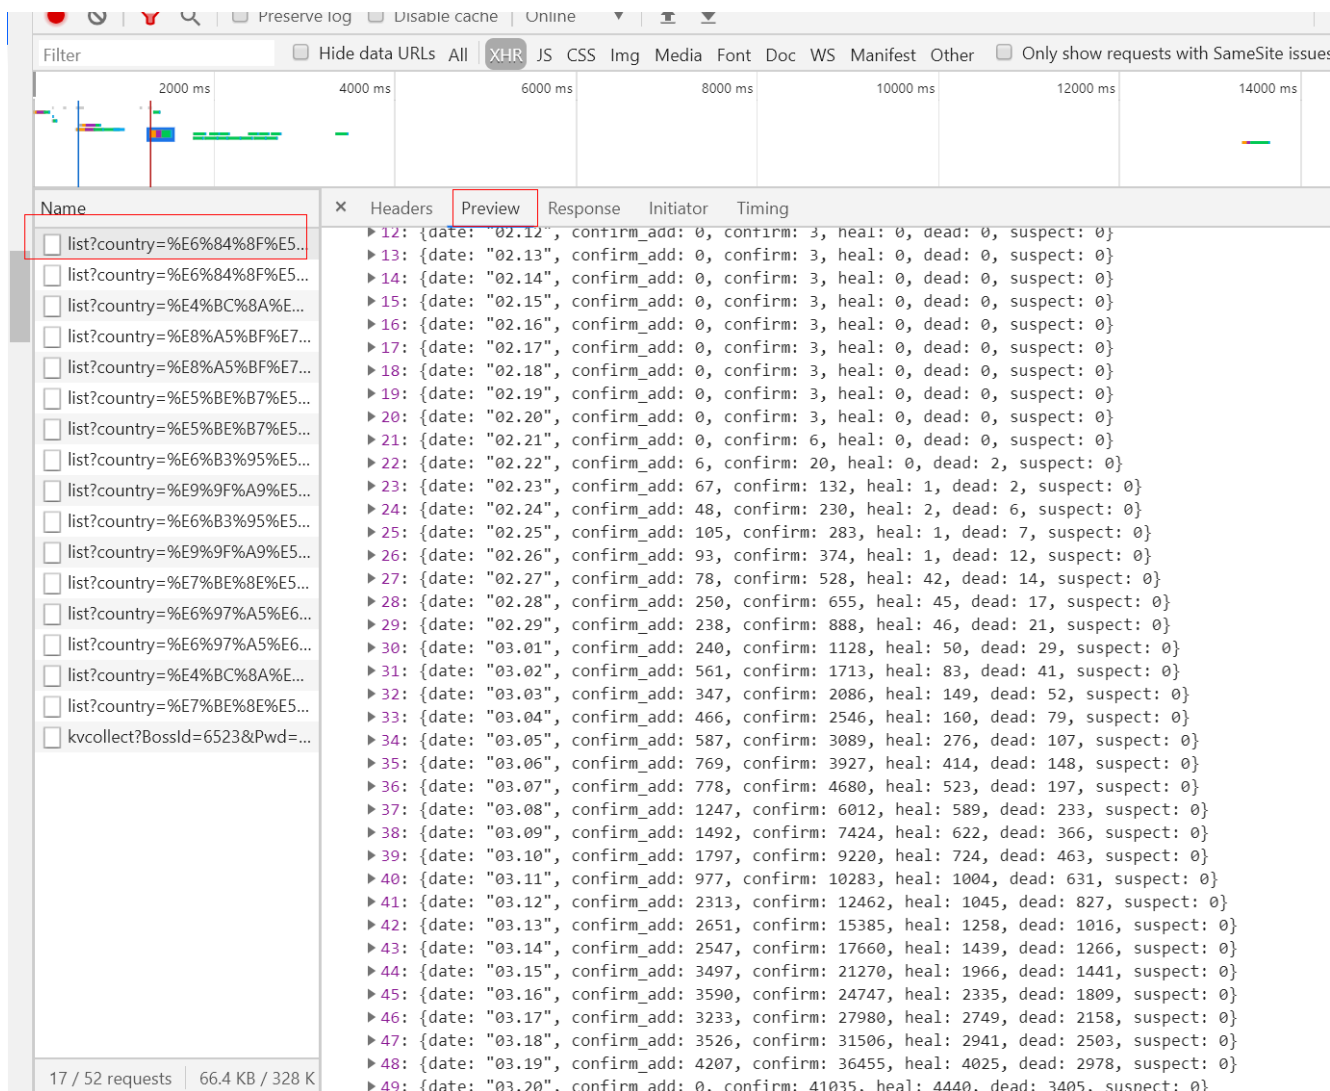 Preserve log Disable cache Online
Filter Hide data URLs All XHR JS CSS Img Media Font Doc WS Manifest Other Only show requests with SameSite issues
2000 ms 4000 ms 6000 ms 8000 ms 10000 ms 12000 ms 14000 ms
Name × Headers Preview Response Initiator Timing
list?country=%E6%84%8F%E5...
list?country=%E6%84%8F%E5...
list?country=%E4%BC%8A%E...
list?country=%E8%A5%BF%E7...
list?country=%E8%A5%BF%E7...
list?country=%E5%BE%B7%E5...
list?country=%E5%BE%B7%E5...
list?country=%E6%B3%95%E5...
list?country=%E9%9F%A9%E5...
list?country=%E6%B3%95%E5...
list?country=%E9%9F%A9%E5...
list?country=%E7%BE%8E%E5...
list?country=%E6%97%A5%E6...
list?country=%E6%97%A5%E6...
list?country=%E4%BC%8A%E...
list?country=%E7%BE%8E%E5...
kvcollect?BossId=6523&Pwd=...
17 / 52 requests 66.4 KB / 328 K
12: {date: "02.12", confirm_add: 0, confirm: 3, heal: 0, dead: 0, suspect: 0}
13: {date: "02.13", confirm_add: 0, confirm: 3, heal: 0, dead: 0, suspect: 0}
14: {date: "02.14", confirm_add: 0, confirm: 3, heal: 0, dead: 0, suspect: 0}
15: {date: "02.15", confirm_add: 0, confirm: 3, heal: 0, dead: 0, suspect: 0}
16: {date: "02.16", confirm_add: 0, confirm: 3, heal: 0, dead: 0, suspect: 0}
17: {date: "02.17", confirm_add: 0, confirm: 3, heal: 0, dead: 0, suspect: 0}
18: {date: "02.18", confirm_add: 0, confirm: 3, heal: 0, dead: 0, suspect: 0}
19: {date: "02.19", confirm_add: 0, confirm: 3, heal: 0, dead: 0, suspect: 0}
20: {date: "02.20", confirm_add: 0, confirm: 3, heal: 0, dead: 0, suspect: 0}
21: {date: "02.21", confirm_add: 0, confirm: 6, heal: 0, dead: 0, suspect: 0}
22: {date: "02.22", confirm_add: 6, confirm: 20, heal: 0, dead: 2, suspect: 0}
23: {date: "02.23", confirm_add: 67, confirm: 132, heal: 1, dead: 2, suspect: 0}
24: {date: "02.24", confirm_add: 48, confirm: 230, heal: 2, dead: 6, suspect: 0}
25: {date: "02.25", confirm_add: 105, confirm: 283, heal: 1, dead: 7, suspect: 0}
26: {date: "02.26", confirm_add: 93, confirm: 374, heal: 1, dead: 12, suspect: 0}
27: {date: "02.27", confirm_add: 78, confirm: 528, heal: 42, dead: 14, suspect: 0}
28: {date: "02.28", confirm_add: 250, confirm: 655, heal: 45, dead: 17, suspect: 0}
29: {date: "02.29", confirm_add: 238, confirm: 888, heal: 46, dead: 21, suspect: 0}
30: {date: "03.01", confirm_add: 240, confirm: 1128, heal: 50, dead: 29, suspect: 0}
31: {date: "03.02", confirm_add: 561, confirm: 1713, heal: 83, dead: 41, suspect: 0}
32: {date: "03.03", confirm_add: 347, confirm: 2086, heal: 149, dead: 52, suspect: 0}
33: {date: "03.04", confirm_add: 466, confirm: 2546, heal: 160, dead: 79, suspect: 0}
34: {date: "03.05", confirm_add: 587, confirm: 3089, heal: 276, dead: 107, suspect: 0}
35: {date: "03.06", confirm_add: 769, confirm: 3927, heal: 414, dead: 148, suspect: 0}
36: {date: "03.07", confirm_add: 778, confirm: 4680, heal: 523, dead: 197, suspect: 0}
37: {date: "03.08", confirm_add: 1247, confirm: 6012, heal: 589, dead: 233, suspect: 0}
38: {date: "03.09", confirm_add: 1492, confirm: 7424, heal: 622, dead: 366, suspect: 0}
39: {date: "03.10", confirm_add: 1797, confirm: 9220, heal: 724, dead: 463, suspect: 0}
40: {date: "03.11", confirm_add: 977, confirm: 10283, heal: 1004, dead: 631, suspect: 0}
41: {date: "03.12", confirm_add: 2313, confirm: 12462, heal: 1045, dead: 827, suspect: 0}
42: {date: "03.13", confirm_add: 2651, confirm: 15385, heal: 1258, dead: 1016, suspect: 0}
43: {date: "03.14", confirm_add: 2547, confirm: 17660, heal: 1439, dead: 1266, suspect: 0}
44: {date: "03.15", confirm_add: 3497, confirm: 21270, heal: 1966, dead: 1441, suspect: 0}
45: {date: "03.16", confirm_add: 3590, confirm: 24747, heal: 2335, dead: 1809, suspect: 0}
46: {date: "03.17", confirm_add: 3233, confirm: 27980, heal: 2749, dead: 2158, suspect: 0}
47: {date: "03.18", confirm_add: 3526, confirm: 31506, heal: 2941, dead: 2503, suspect: 0}
48: {date: "03.19", confirm_add: 4207, confirm: 36455, heal: 4025, dead: 2978, suspect: 0}
49: {date: "03.20", confirm_add: 0, confirm: 41035, heal: 4440, dead: 3405, suspect: 0}